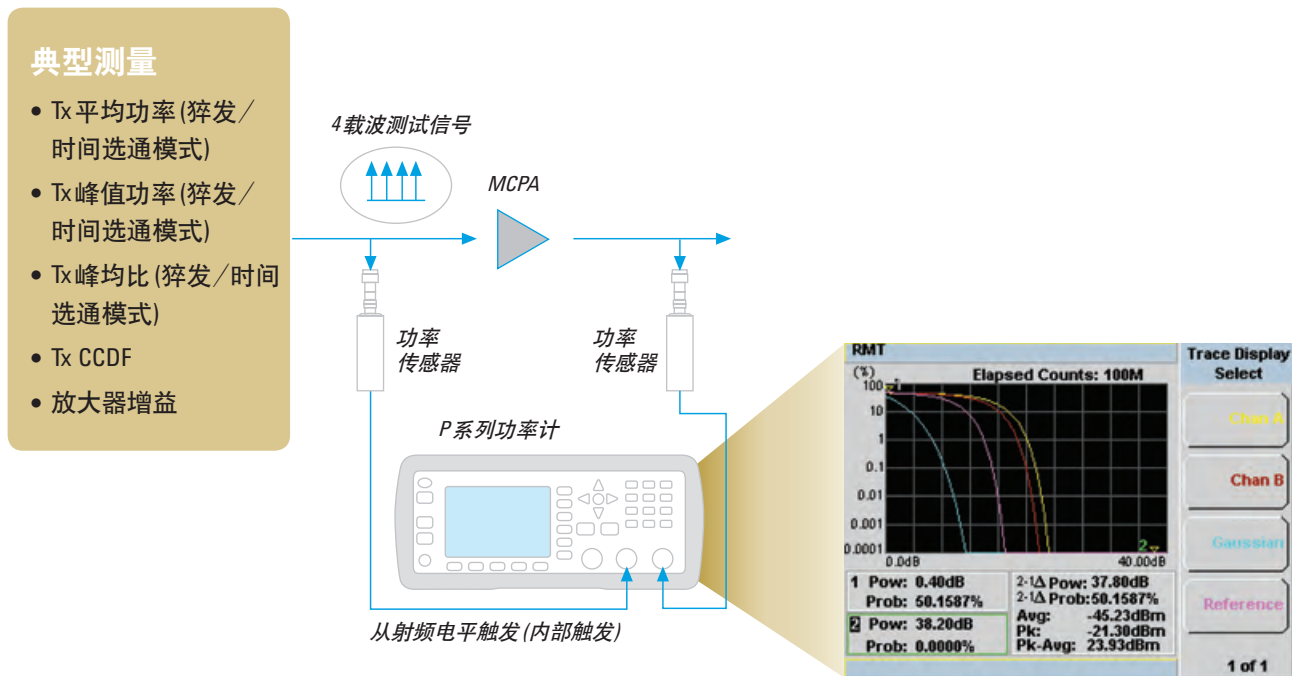 典型测量
• Tx平均功率(猝发/
时间选通模式)
• Tx峰值功率(猝发/
时间选通模式)
• Tx峰均比(猝发/时间
选通模式)
• Tx CCDF
• 放大器增益
4载波测试信号
MCPA
功率
传感器
功率
传感器
P系列功率计
从射频电平触发(内部触发)
RMT
(%)
Elapsed Counts: 100M
100
1
10
1
0.1
0.01
0.001
0.0001
2
0.0dB
40.00dB
1 Pow: 0.40dB
Prob: 50.1587%
2 Pow: 38.20dB
Prob: 0.0000%
2-1Δ Pow: 37.80dB
2-1Δ Prob:50.1587%
Avg: -45.23dBm
Pk: -21.30dBm
Pk-Avg: 23.93dBm
Trace Display
Select
Chan A
Chan B
Gaussian
Reference
1 of 1